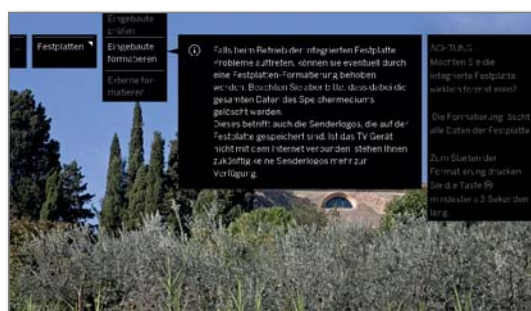 ...
Festplatten
Eingebaute
prüfen
Eingebaute
formatieren
Externe for-
matieren
Falls beim Betrieb der integrierten Festplatte
Probleme auftreten, können sie eventuell durch
eine Festplatten-Formatierung behoben
werden. Beachten Sie aber bitte, dass dabei die
gesamten Daten des Speichermediums
gelöscht werden.
Dieses betrifft auch die Senderlogos, die auf der
Festplatte gespeichert sind. Ist das TV Gerät
nicht mit dem Internet verbunden, stehen Ihnen
zukünftig keine Senderlogos mehr zur
Verfügung.
ACHTUNG
Möchten Sie die
integrierte Festplatte
wirklich formatieren?
Die Formatierung löscht
alle Daten der Festplatte.
Zum Starten der
Formatierung drücken
Sie die Taste
mindestens 3 Sekunden
lang.